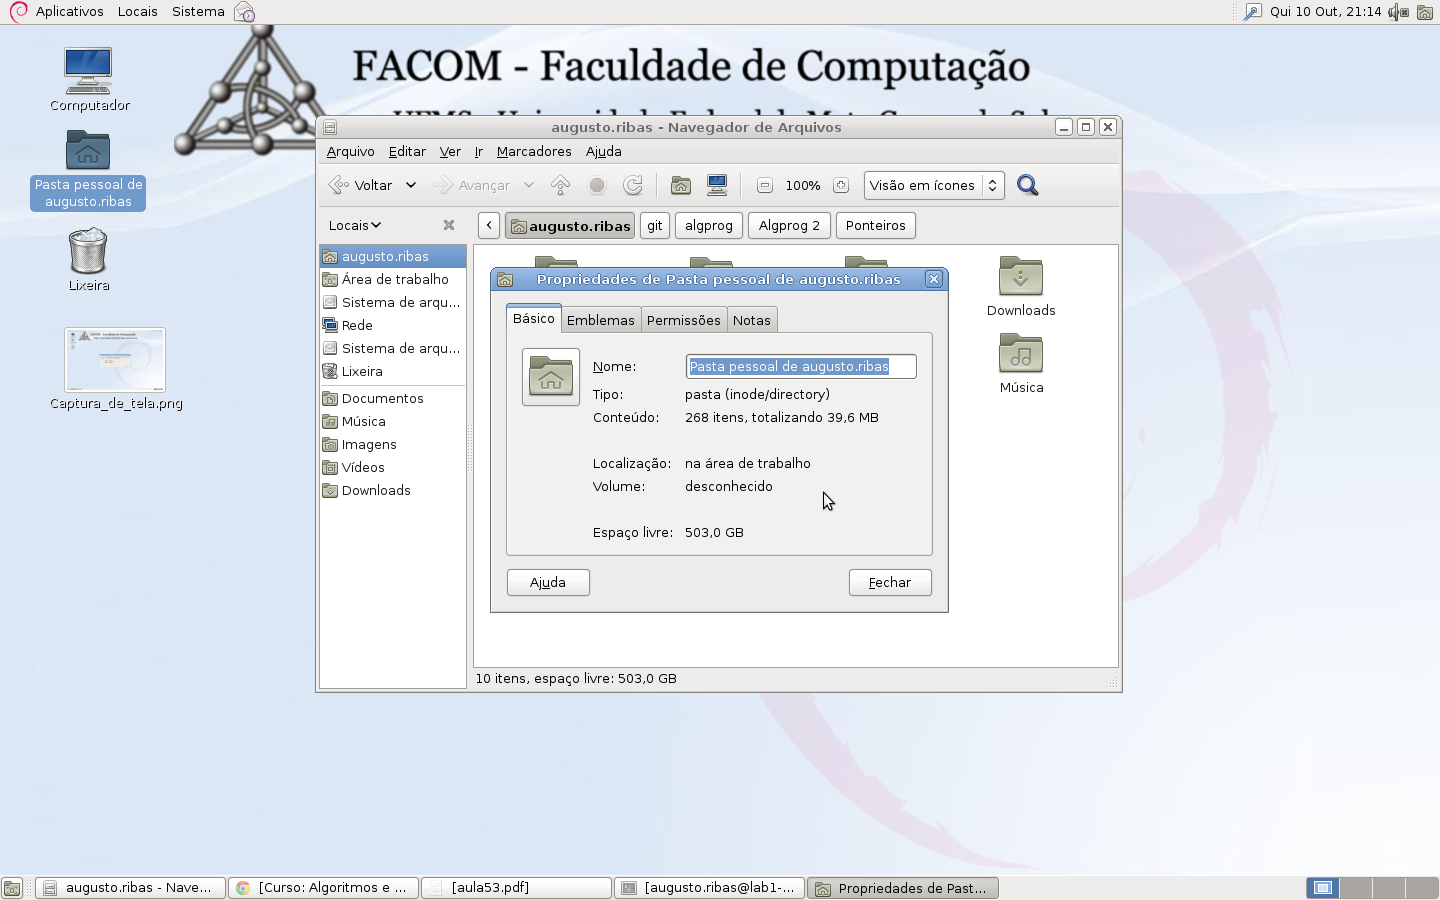 Aplicativos Locais Sistema Qui 10 Out, 21:14
Computador
Pasta pessoal de
augusto.ribas
Lixeira
Captura_de_tela.png
FACOM - Faculdade de Computação
augusto.ribas - Navegador de Arquivos
Arquivo Editar Ver Ir Marcadores Ajuda
Voltar Avançar 100% Visão em ícones
Locais augusto.ribas git algprog Algprog 2 Ponteiros
augusto.ribas
Área de trabalho
Sistema de arqu...
Rede
Sistema de arqu...
Lixeira
Documentos
Música
Imagens
Vídeos
Downloads
Downloads
Música
Propriedades de Pasta pessoal de augusto.ribas
Básico Emblemas Permissões Notas
Nome: Pasta pessoal de augusto.ribas
Tipo: pasta (inode/directory)
Conteúdo: 268 itens, totalizando 39,6 MB
Localização: na área de trabalho
Volume: desconhecido
Espaço livre: 503,0 GB
Ajuda Fechar
10 itens, espaço livre: 503,0 GB
augusto.ribas - Nave... [Curso: Algoritmos e ... [aula53.pdf] [augusto.ribas@lab1-... Propriedades de Past...